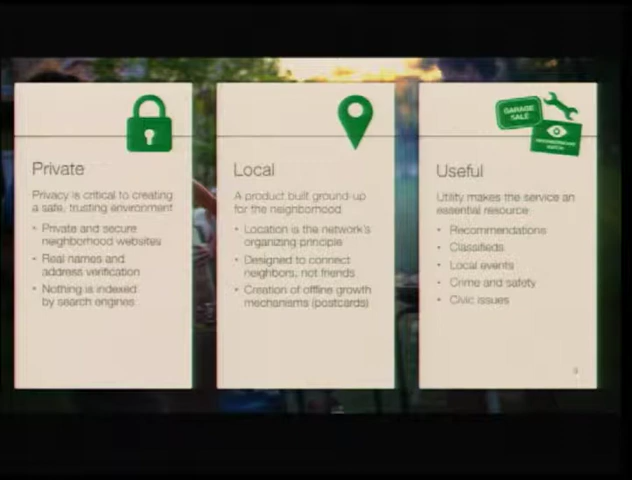 Private
Privacy is critical to creating
a safe, trusting environment
• Private and secure
neighborhood websites
• Real names and
address verification
• Nothing is indexed
by search engines
Local
A product built ground-up
for the neighborhood
• Location is the network's
organizing principle
• Designed to connect
neighbors, not friends
• Creation of offline growth
mechanisms (postcards)
GARAGE
SALE
Useful
Utility makes the service an
essential resource
• Recommendations
• Classifieds
• Local events
• Crime and safety
• Civic issues